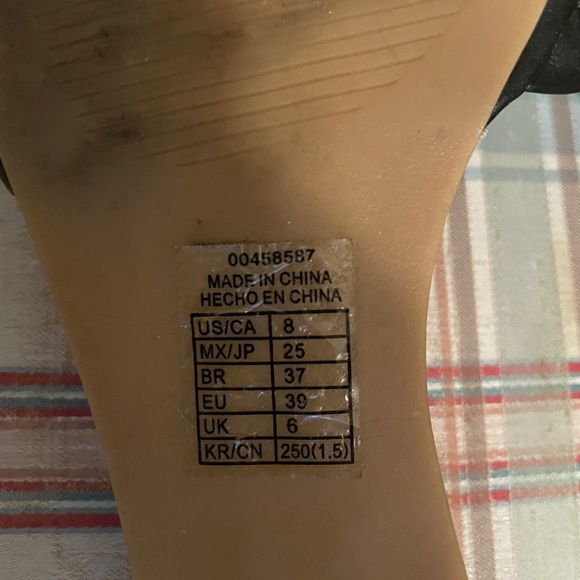 00458587
MADE IN CHINA
HECHO EN CHINA
US/CA 8
MX/JP 25
BR 37
EU 39
UK 6
KR/CN 250(1.5)